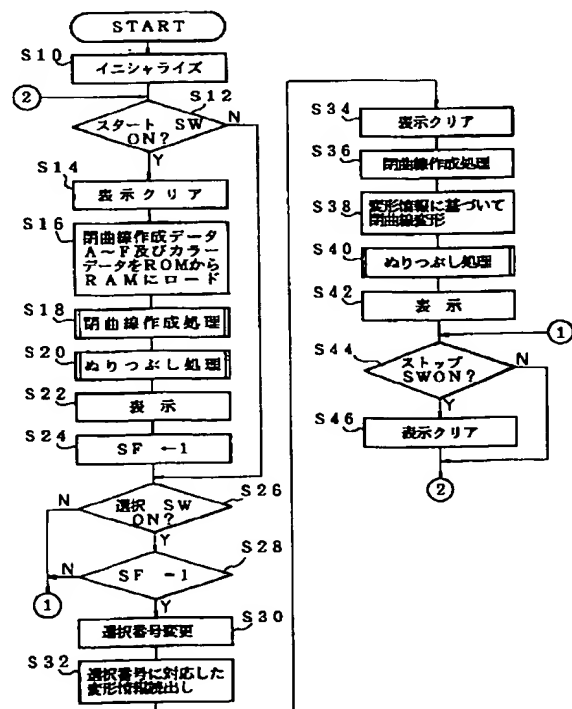 START
S10
イニシャライズ
②
S12
スタート SW
ON?
N
Y
S14
表示クリア
S16
閉曲線作成データ
A～F及びカラー
データをROMから
RAMにロード
S18
閉曲線作成処理
S20
ぬりつぶし処理
S22
表示
S24
SF ←1
S26
選択 SW
ON?
N
Y
S28
SF =1
N
Y
①
S30
選択番号変更
S32
選択番号に対応した
変形情報読出し
S34
表示クリア
S36
閉曲線作成処理
S38
変形情報に基づいて
閉曲線変形
S40
ぬりつぶし処理
S42
表示
①
S44
ストップ
SWON?
N
Y
S46
表示クリア
②